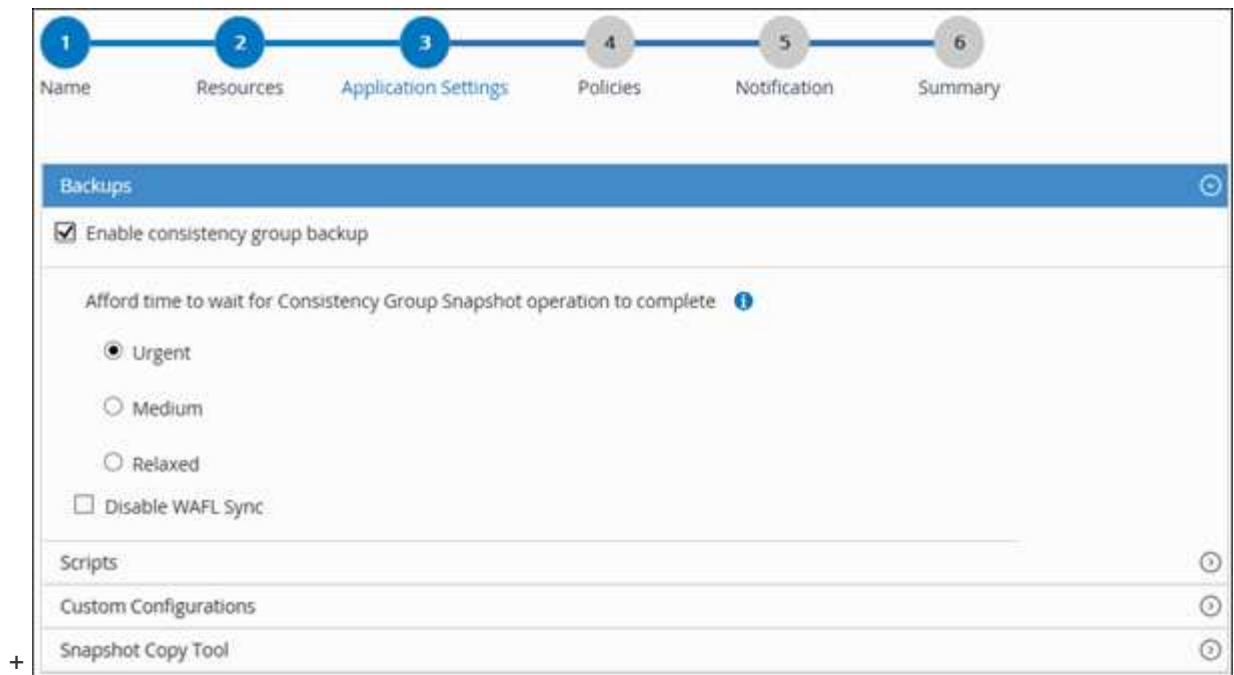 1 2 3 4 5 6
Name Resources Application Settings Policies Notification Summary
Backups
Enable consistency group backup
Afford time to wait for Consistency Group Snapshot operation to complete i
Urgent
Medium
Relaxed
Disable WAFL Sync
Scripts
Custom Configurations
Snapshot Copy Tool
+